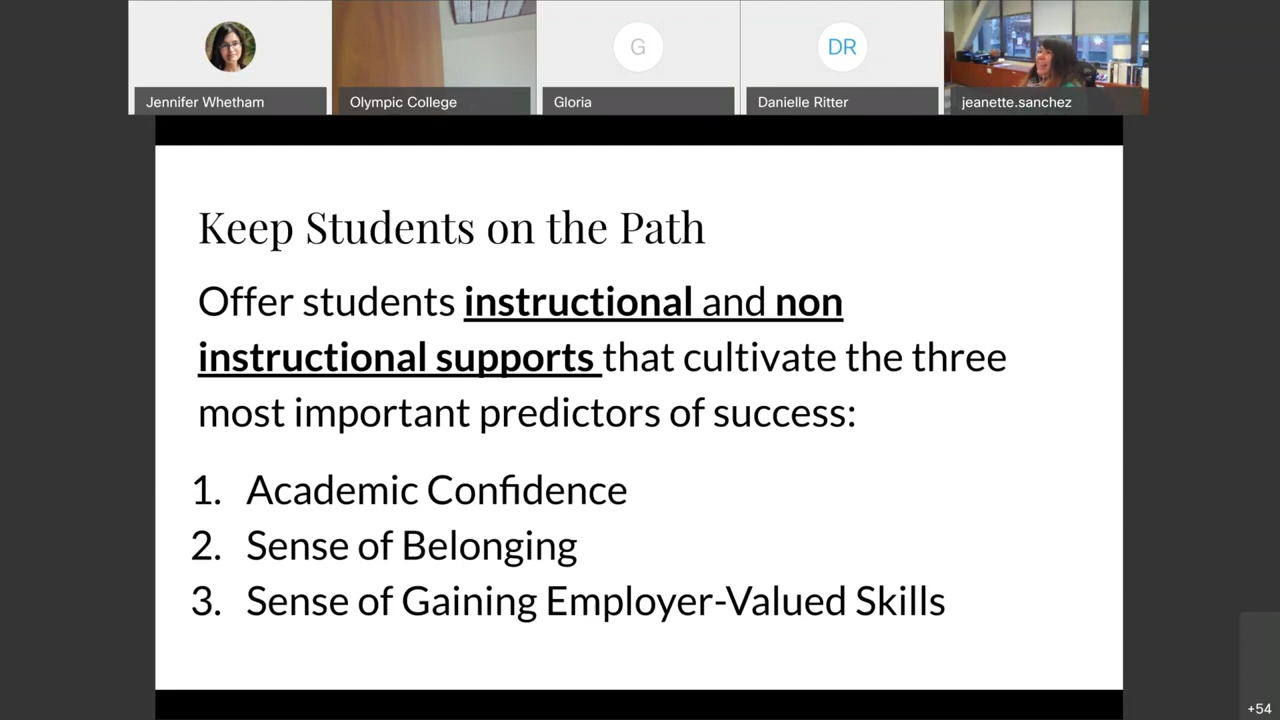 G
DR
Jennifer Whetham
Olympic College
Gloria
Danielle Ritter
jeanette.sanchez
Keep Students on the Path
Offer students instructional and non
instructional supports that cultivate the three
most important predictors of success:
1. Academic Confidence
2. Sense of Belonging
3. Sense of Gaining Employer-Valued Skills
+54